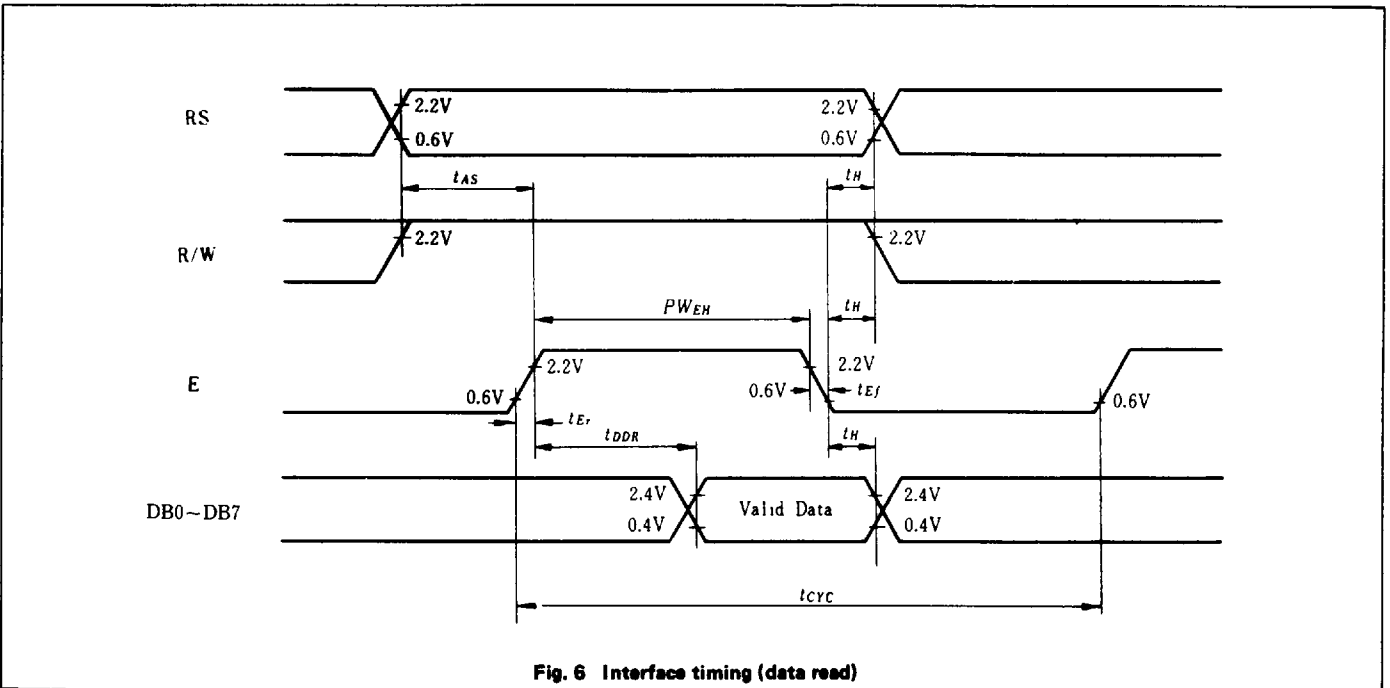 RS
2.2V
0.6V
2.2V
0.6V
tAS
tH
R/W
2.2V
2.2V
PWEH
tH
E
2.2V
0.6V
2.2V
0.6V
tEf
0.6V
tEr
tDDR
tH
DB0~DB7
2.4V
0.4V
Valid Data
2.4V
0.4V
tCYC
Fig. 6 Interface timing (data read)